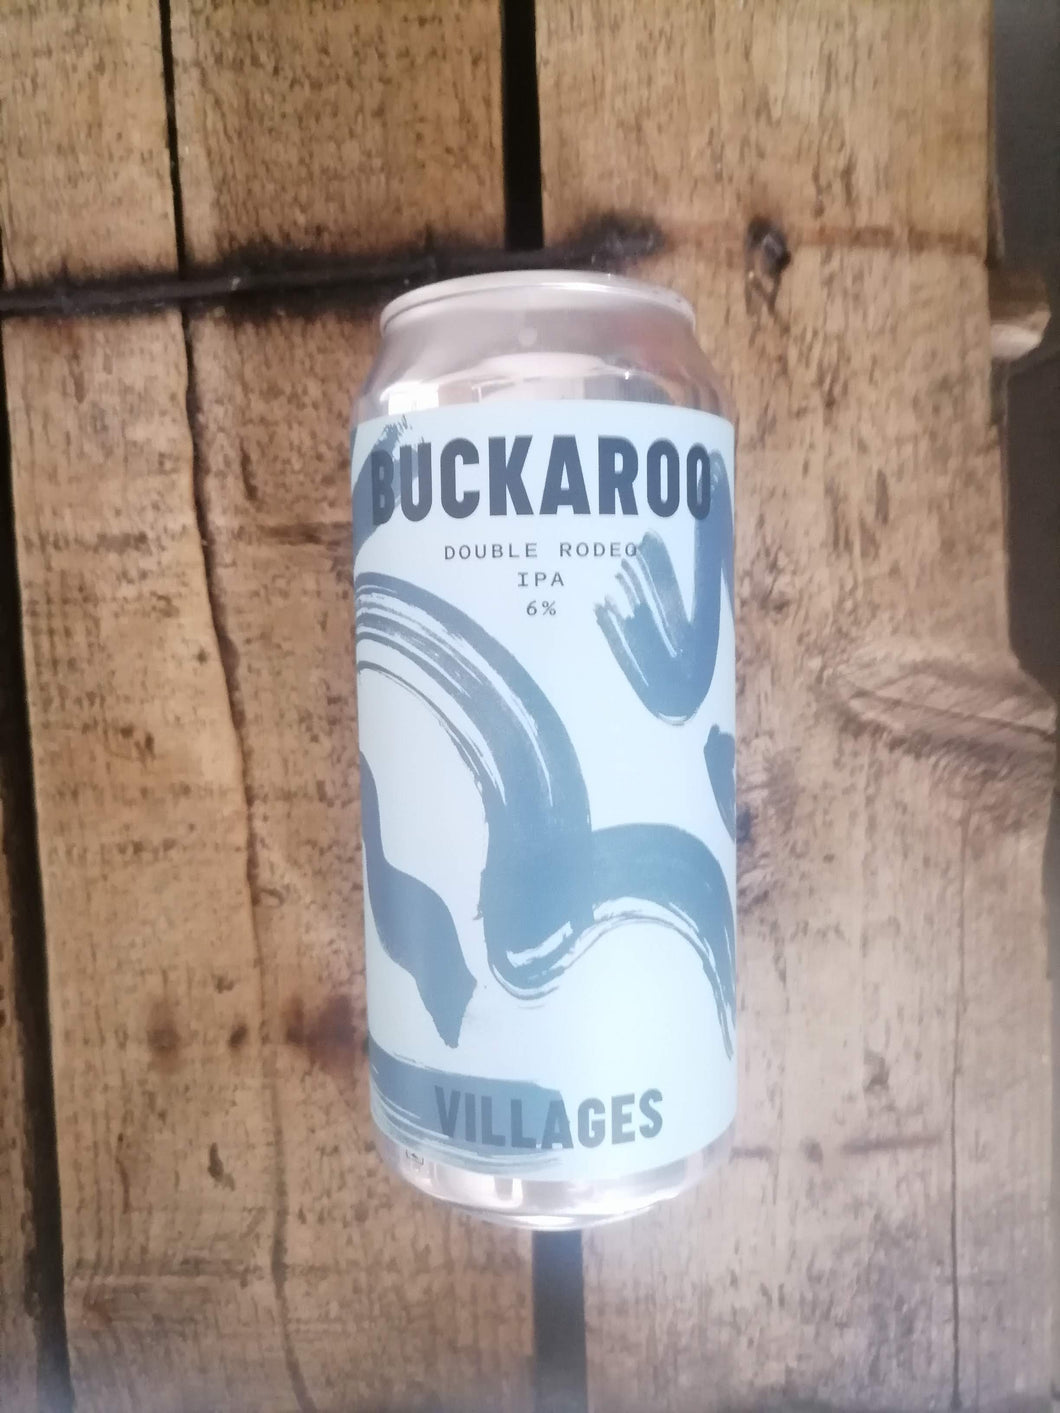 BUCKAROO
DOUBLE RODEO
IPA
6%
VILLAGES